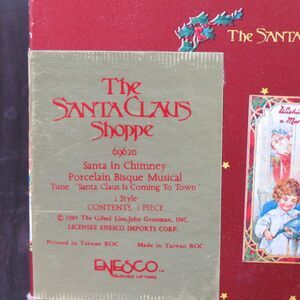 The Santa
The
Santa Claus
Shoppe
69620
Santa in Chimney
Porcelain Bisque Musical
Tune "Santa Claus is Coming To Town"
1 Style
CONTENTS: 1 PIECE
© 1985 The Gifted Line, John Grossman, INC.
LICENSEE ENESCO IMPORTS CORP.
Printed in Taiwan ROC Made in Taiwan ROC
ENESCO